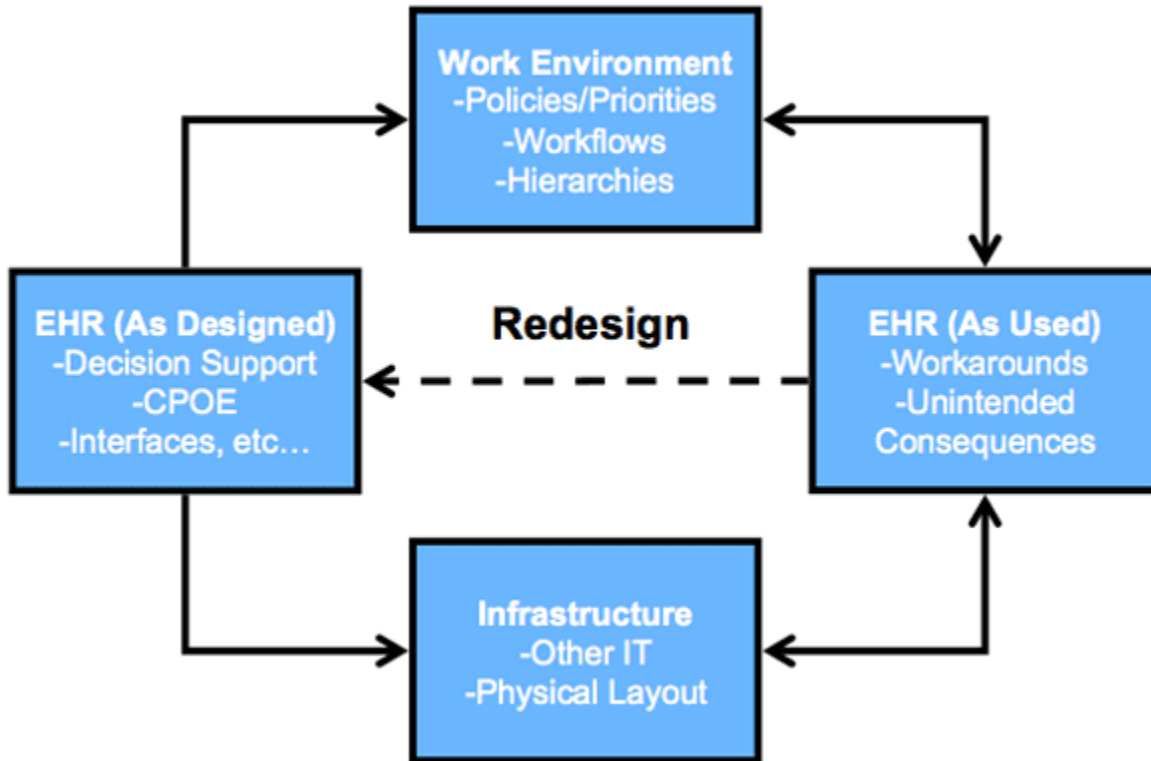 Work Environment
-Policies/Priorities
-Workflows
-Hierarchies
EHR (As Designed)
-Decision Support
-CPOE
-Interfaces, etc…
Redesign
EHR (As Used)
-Workarounds
-Unintended
Consequences
Infrastructure
-Other IT
-Physical Layout